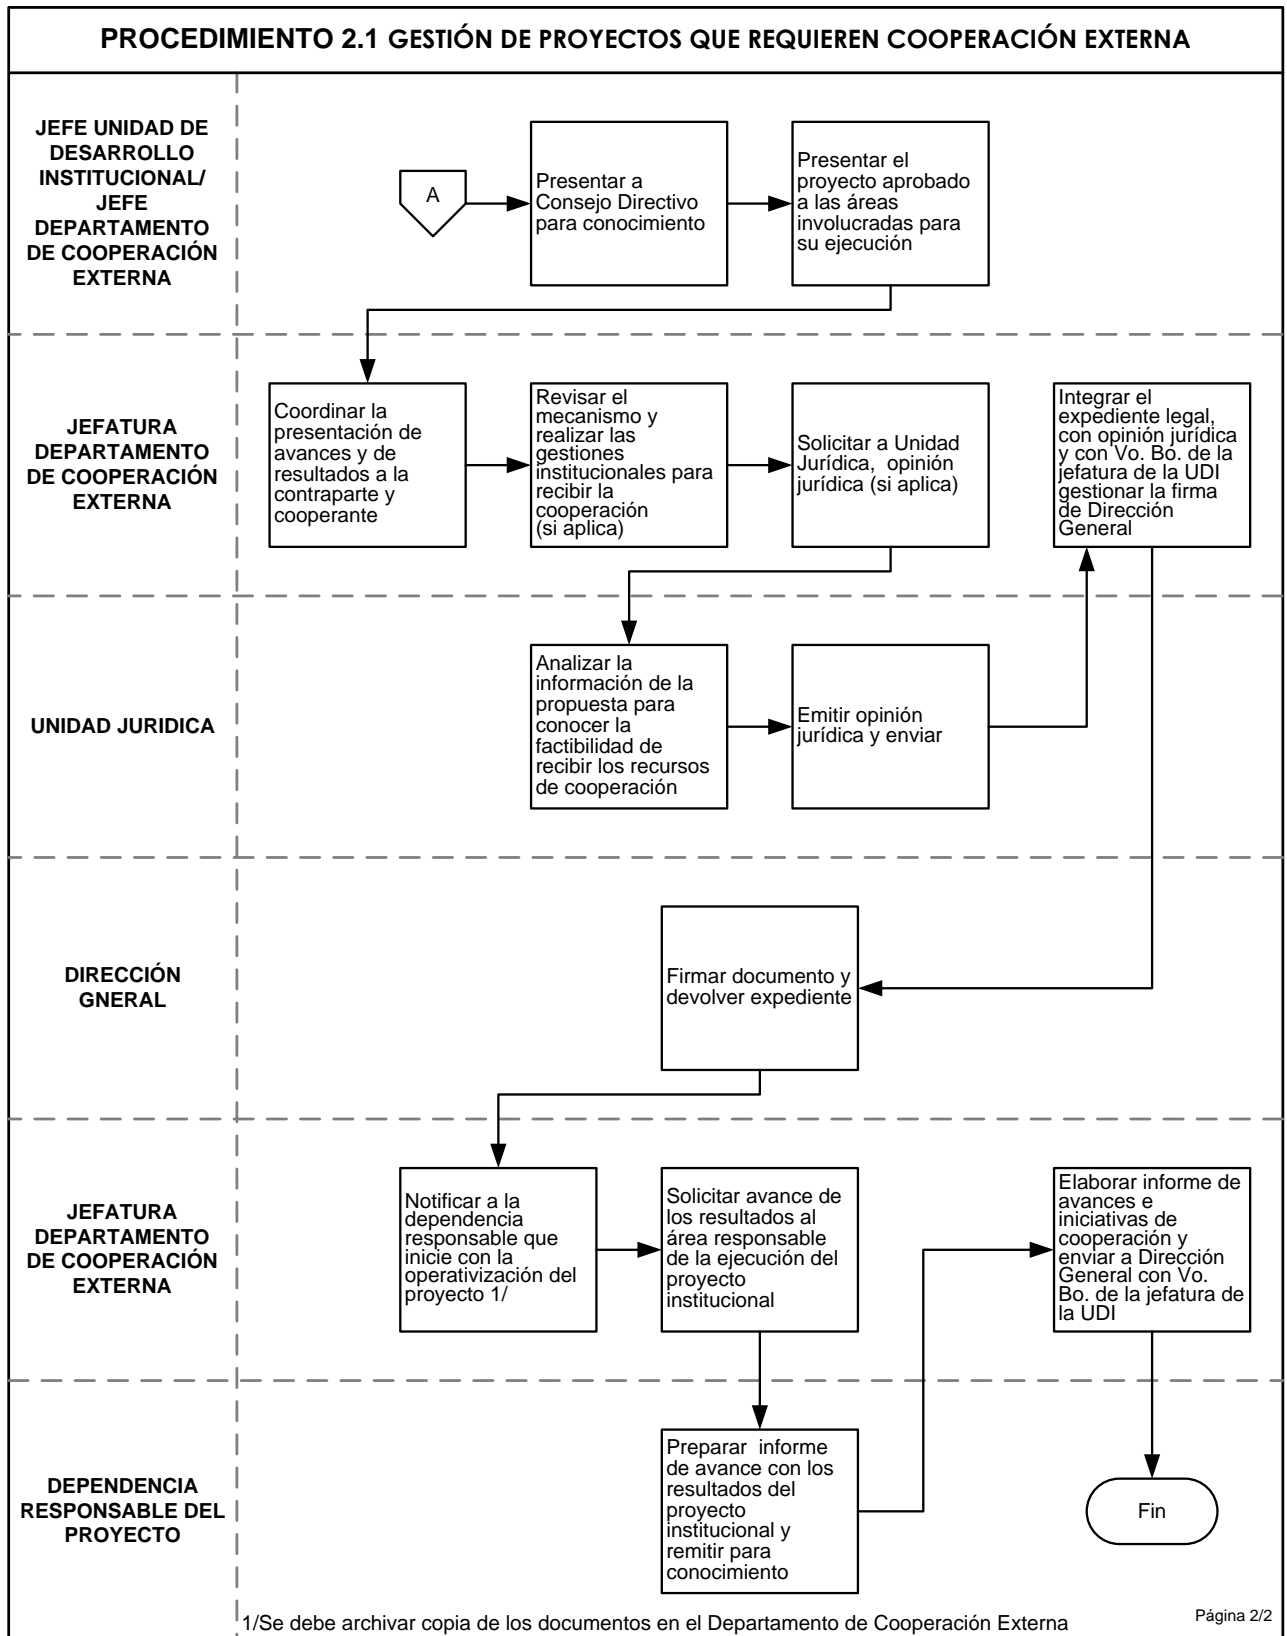 PROCEDIMIENTO 2.1 GESTIÓN DE PROYECTOS QUE REQUIEREN COOPERACIÓN EXTERNA
JEFE UNIDAD DE
DESARROLLO
INSTITUCIONAL/
JEFE
DEPARTAMENTO
DE COOPERACIÓN
EXTERNA
A
Presentar a
Consejo Directivo
para conocimiento
Presentar el
proyecto aprobado
a las áreas
involucradas para
su ejecución
JEFATURA
DEPARTAMENTO
DE COOPERACIÓN
EXTERNA
Coordinar la
presentación de
avances y de
resultados a la
contraparte y
cooperante
Revisar el
mecanismo y
realizar las
gestiones
institucionales para
recibir la
cooperación
(si aplica)
Solicitar a Unidad
Jurídica,  opinión
jurídica (si aplica)
Integrar el
expediente legal,
con opinión jurídica
y con Vo. Bo. de la
jefatura de la UDI
gestionar la firma
de Dirección
General
UNIDAD JURIDICA
Analizar la
información de la
propuesta para
conocer la
factibilidad de
recibir los recursos
de cooperación
Emitir opinión
jurídica y enviar
DIRECCIÓN
GNERAL
Firmar documento y
devolver expediente
JEFATURA
DEPARTAMENTO
DE COOPERACIÓN
EXTERNA
Notificar a la
dependencia
responsable que
inicie con la
operativización del
proyecto 1/
Solicitar avance de
los resultados al
área responsable
de la ejecución del
proyecto
institucional
Elaborar informe de
avances e
iniciativas de
cooperación y
enviar a Dirección
General con Vo.
Bo. de la jefatura de
la UDI
DEPENDENCIA
RESPONSABLE DEL
PROYECTO
Preparar  informe
de avance con los
resultados del
proyecto
institucional y
remitir para
conocimiento
Fin
1/Se debe archivar copia de los documentos en el Departamento de Cooperación Externa
Página 2/2